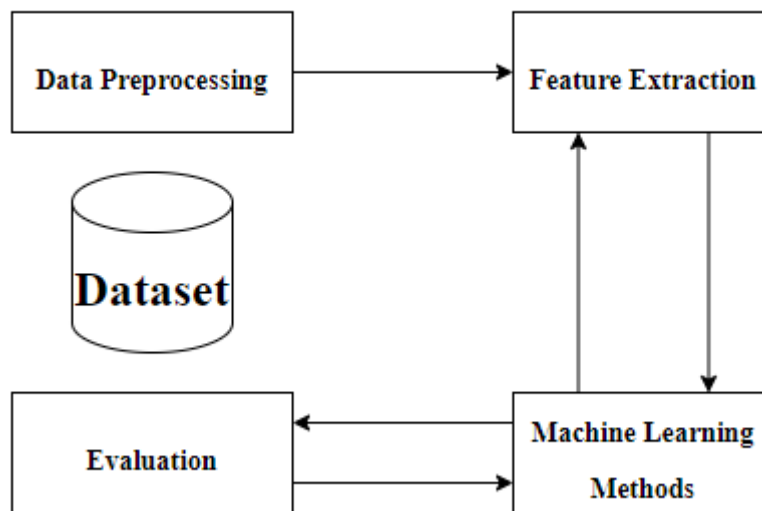 Data Preprocessing
Feature Extraction
Dataset
Evaluation
Machine Learning
Methods